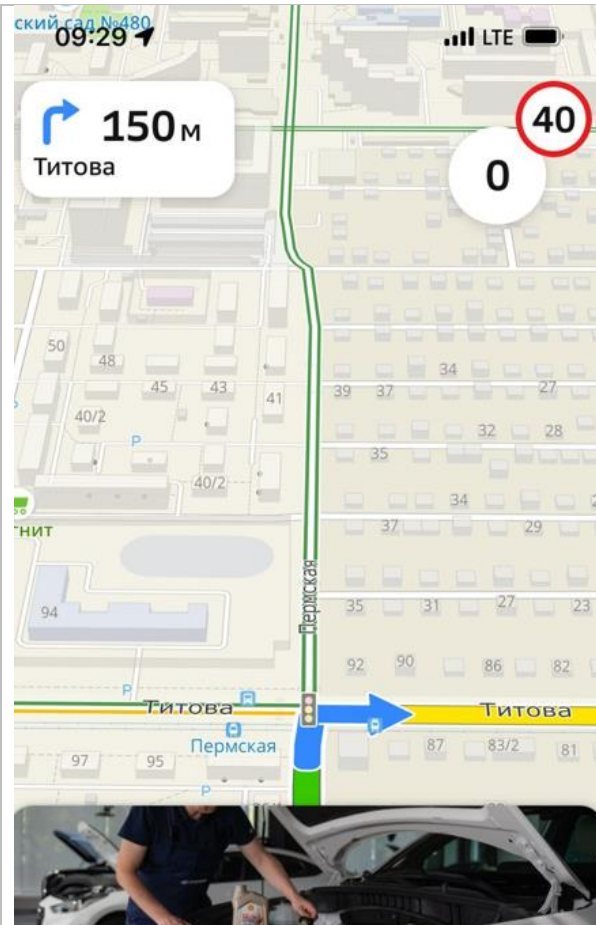 ский сад №480
09:29
LTE
150 м
Титова
40
0
50
48
45
43
41
39
37
34
27
40/2
32
28
Р
35
40/2
34
гнит
37
29
Пермская
94
35
31
27
23
92
90
86
82
Р
Титова
Титова
Пермская
97
95
87
83/2
81
Р